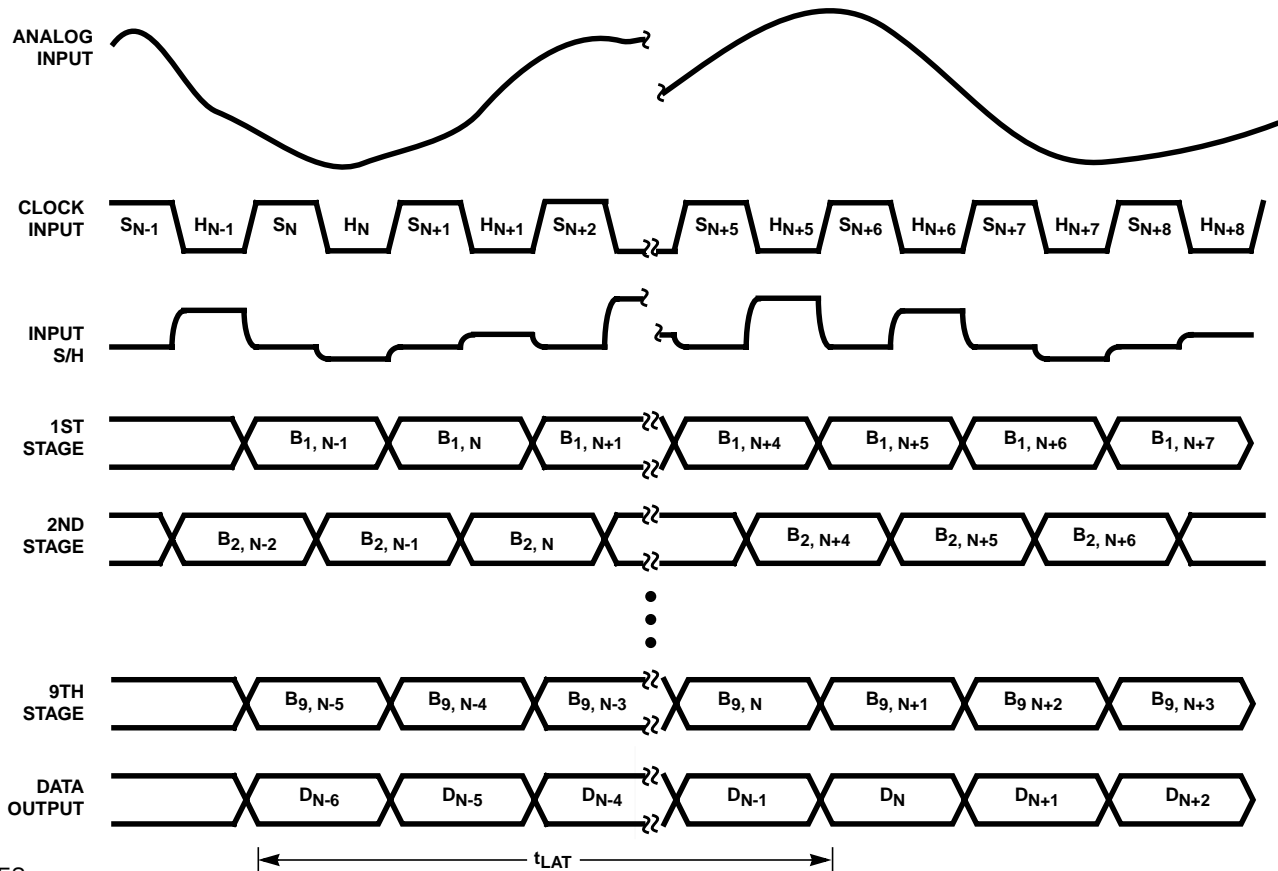 ANALOG
INPUT
CLOCK
INPUT
S_N-1 H_N-1 S_N H_N S_N+1 H_N+1 S_N+2 S_N+5 H_N+5 S_N+6 H_N+6 S_N+7 H_N+7 S_N+8 H_N+8
INPUT
S/H
1ST
STAGE
B_1, N-1 B_1, N B_1, N+1 B_1, N+4 B_1, N+5 B_1, N+6 B_1, N+7
2ND
STAGE
B_2, N-2 B_2, N-1 B_2, N B_2, N+4 B_2, N+5 B_2, N+6
9TH
STAGE
B_9, N-5 B_9, N-4 B_9, N-3 B_9, N B_9, N+1 B_9 N+2 B_9, N+3
DATA
OUTPUT
D_N-6 D_N-5 D_N-4 D_N-1 D_N D_N+1 D_N+2
t_LAT